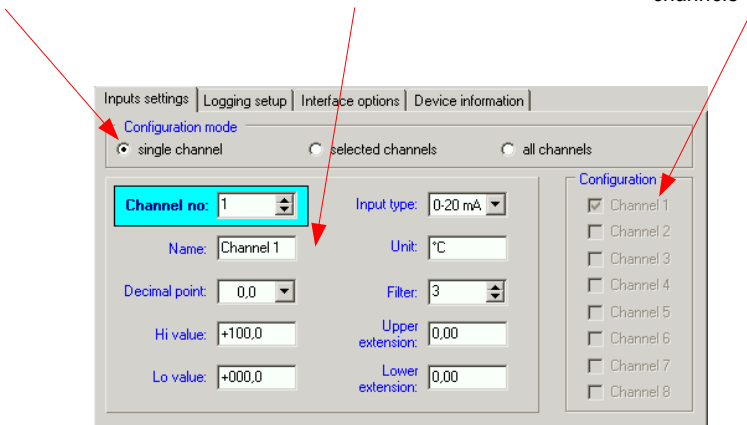 channels
Inputs settings Logging setup Interface options Device information
Configuration mode
single channel selected channels all channels
Channel no: 1
Input type: 0-20 mA
Name: Channel 1
Unit: °C
Decimal point: 0,0
Filter: 3
Hi value: +100,0
Upper
extension: 0,00
Lo value: +000,0
Lower
extension: 0,00
Configuration
Channel 1
Channel 2
Channel 3
Channel 4
Channel 5
Channel 6
Channel 7
Channel 8